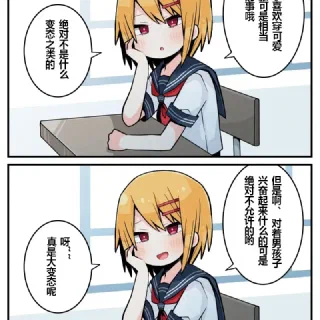 喜欢穿可爱
可是相当
事哦
绝对不是什么
变态之类的
但是啊，对着男孩子
兴奋起来什么的可是
绝对不允许的哟
呀~~
真是大变态呢